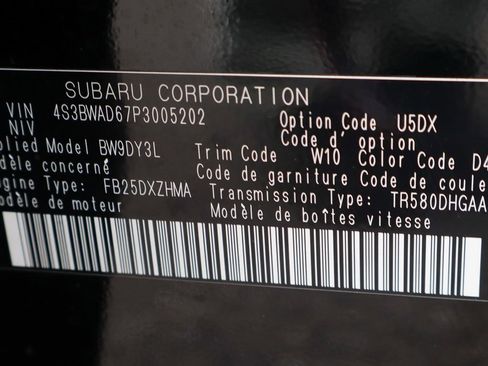 SUBARU CORPORATION
VIN 4S3BWAD67P3005202 Option Code U5DX
NIV Code d' option
plied Model BW9DY3L Trim Code W10 Color Code D4
dèle concerné Code de garniture Code de coule
gine Type: FB25DXZHMA Transmission Type: TR580DHGAA
dèle de moteur Modèle de boîtes vitesse